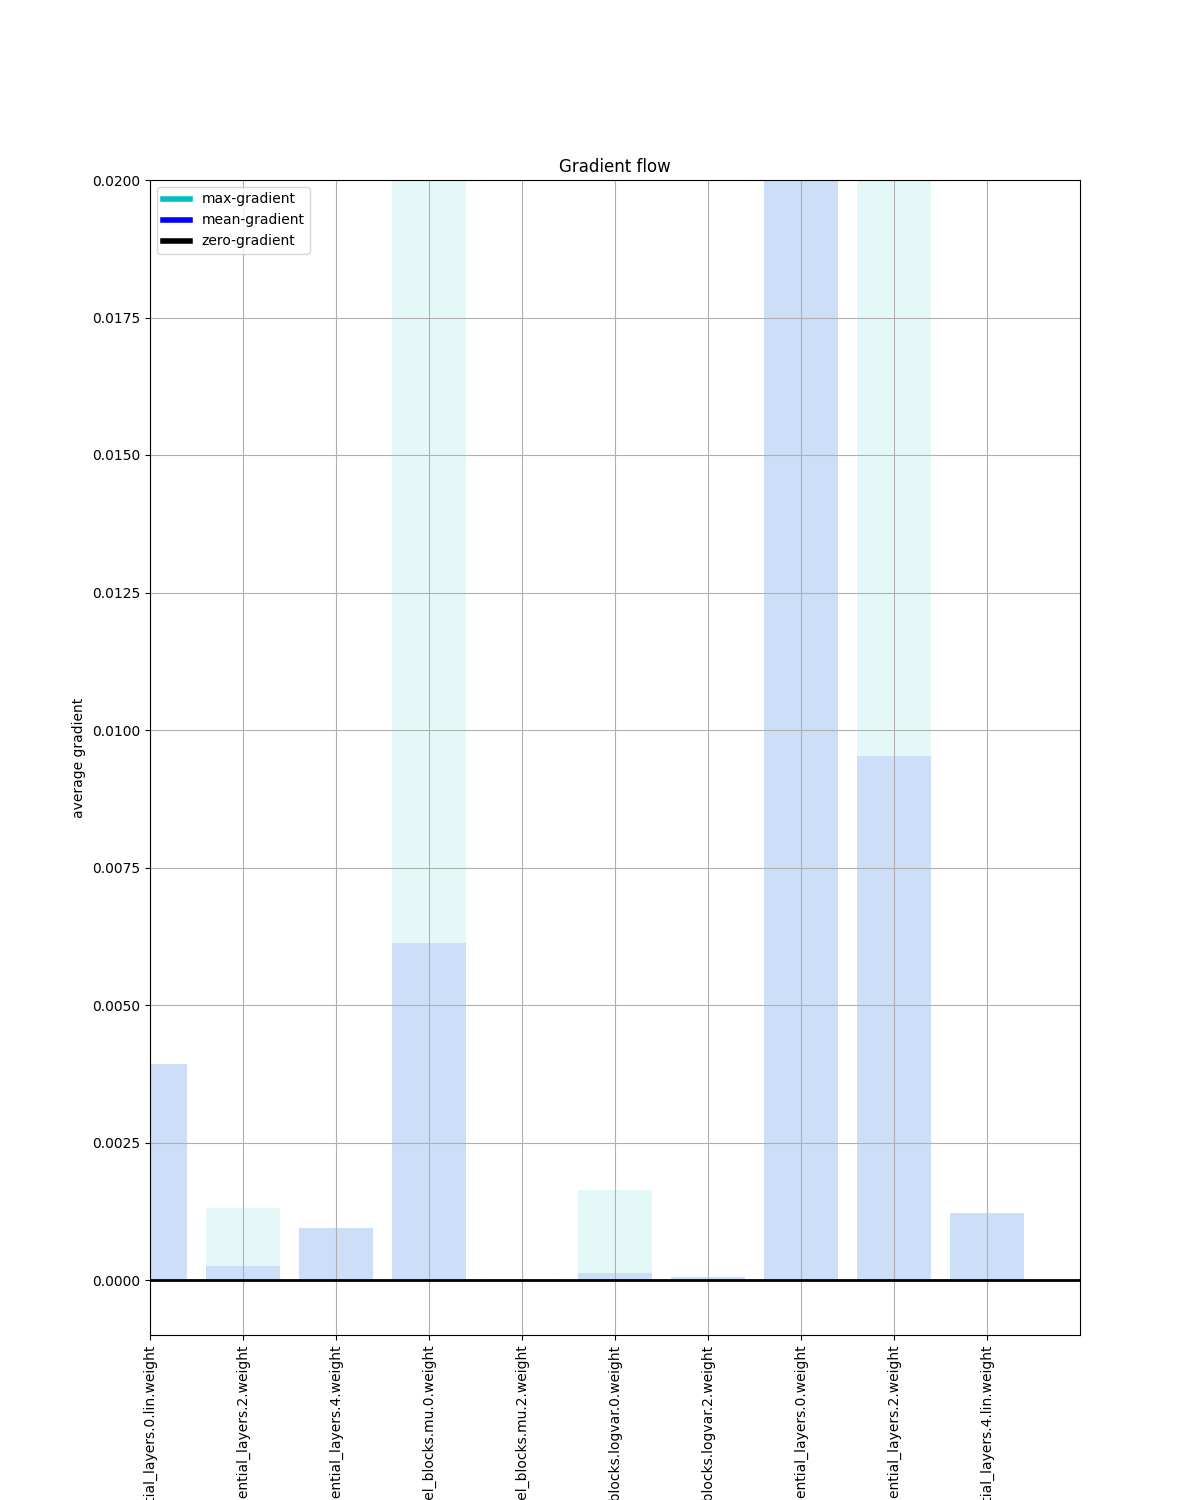 Gradient flow
max-gradient
mean-gradient
zero-gradient
0.0200
0.0175
0.0150
0.0125
0.0100
0.0075
0.0050
0.0025
0.0000
average gradient
tial_layers.0.lin.weight
ential_layers.2.weight
ential_layers.4.weight
el_blocks.mu.0.weight
el_blocks.mu.2.weight
blocks.logvar.0.weight
blocks.logvar.2.weight
ential_layers.0.weight
ential_layers.2.weight
tial_layers.4.lin.weight